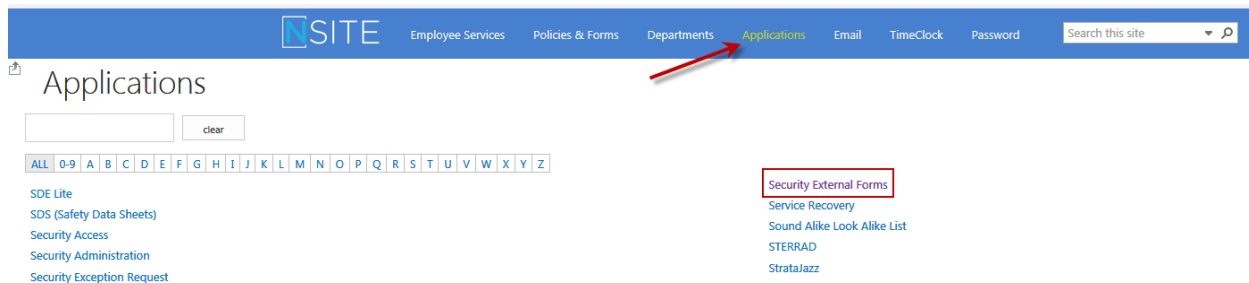 NSITE Employee Services Policies & Forms Departments Applications Email TimeClock Password Search this site
Applications
clear
ALL 0-9 A B C D E F G H I J K L M N O P Q R S T U V W X Y Z
SDE Lite
SDS (Safety Data Sheets)
Security Access
Security Administration
Security Exception Request
Security External Forms
Service Recovery
Sound Alike Look Alike List
STERRAD
StrataJazz